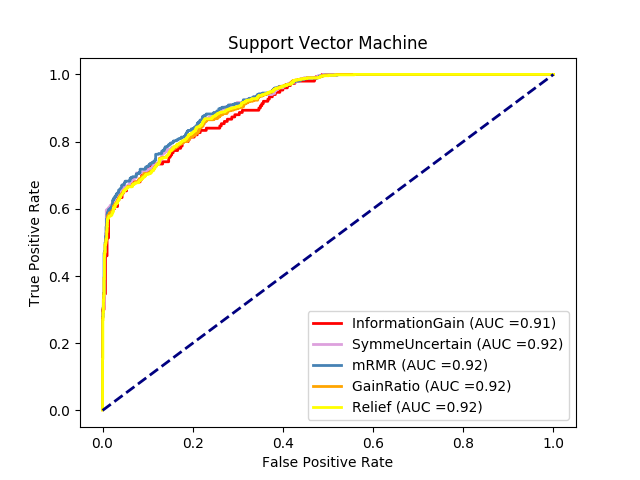 Support Vector Machine
True Positive Rate
1.0
0.8
0.6
0.4
0.2
0.0
InformationGain (AUC =0.91)
SymmeUncertain (AUC =0.92)
mRMR (AUC =0.92)
GainRatio (AUC =0.92)
Relief (AUC =0.92)
0.0 0.2 0.4 0.6 0.8 1.0
False Positive Rate